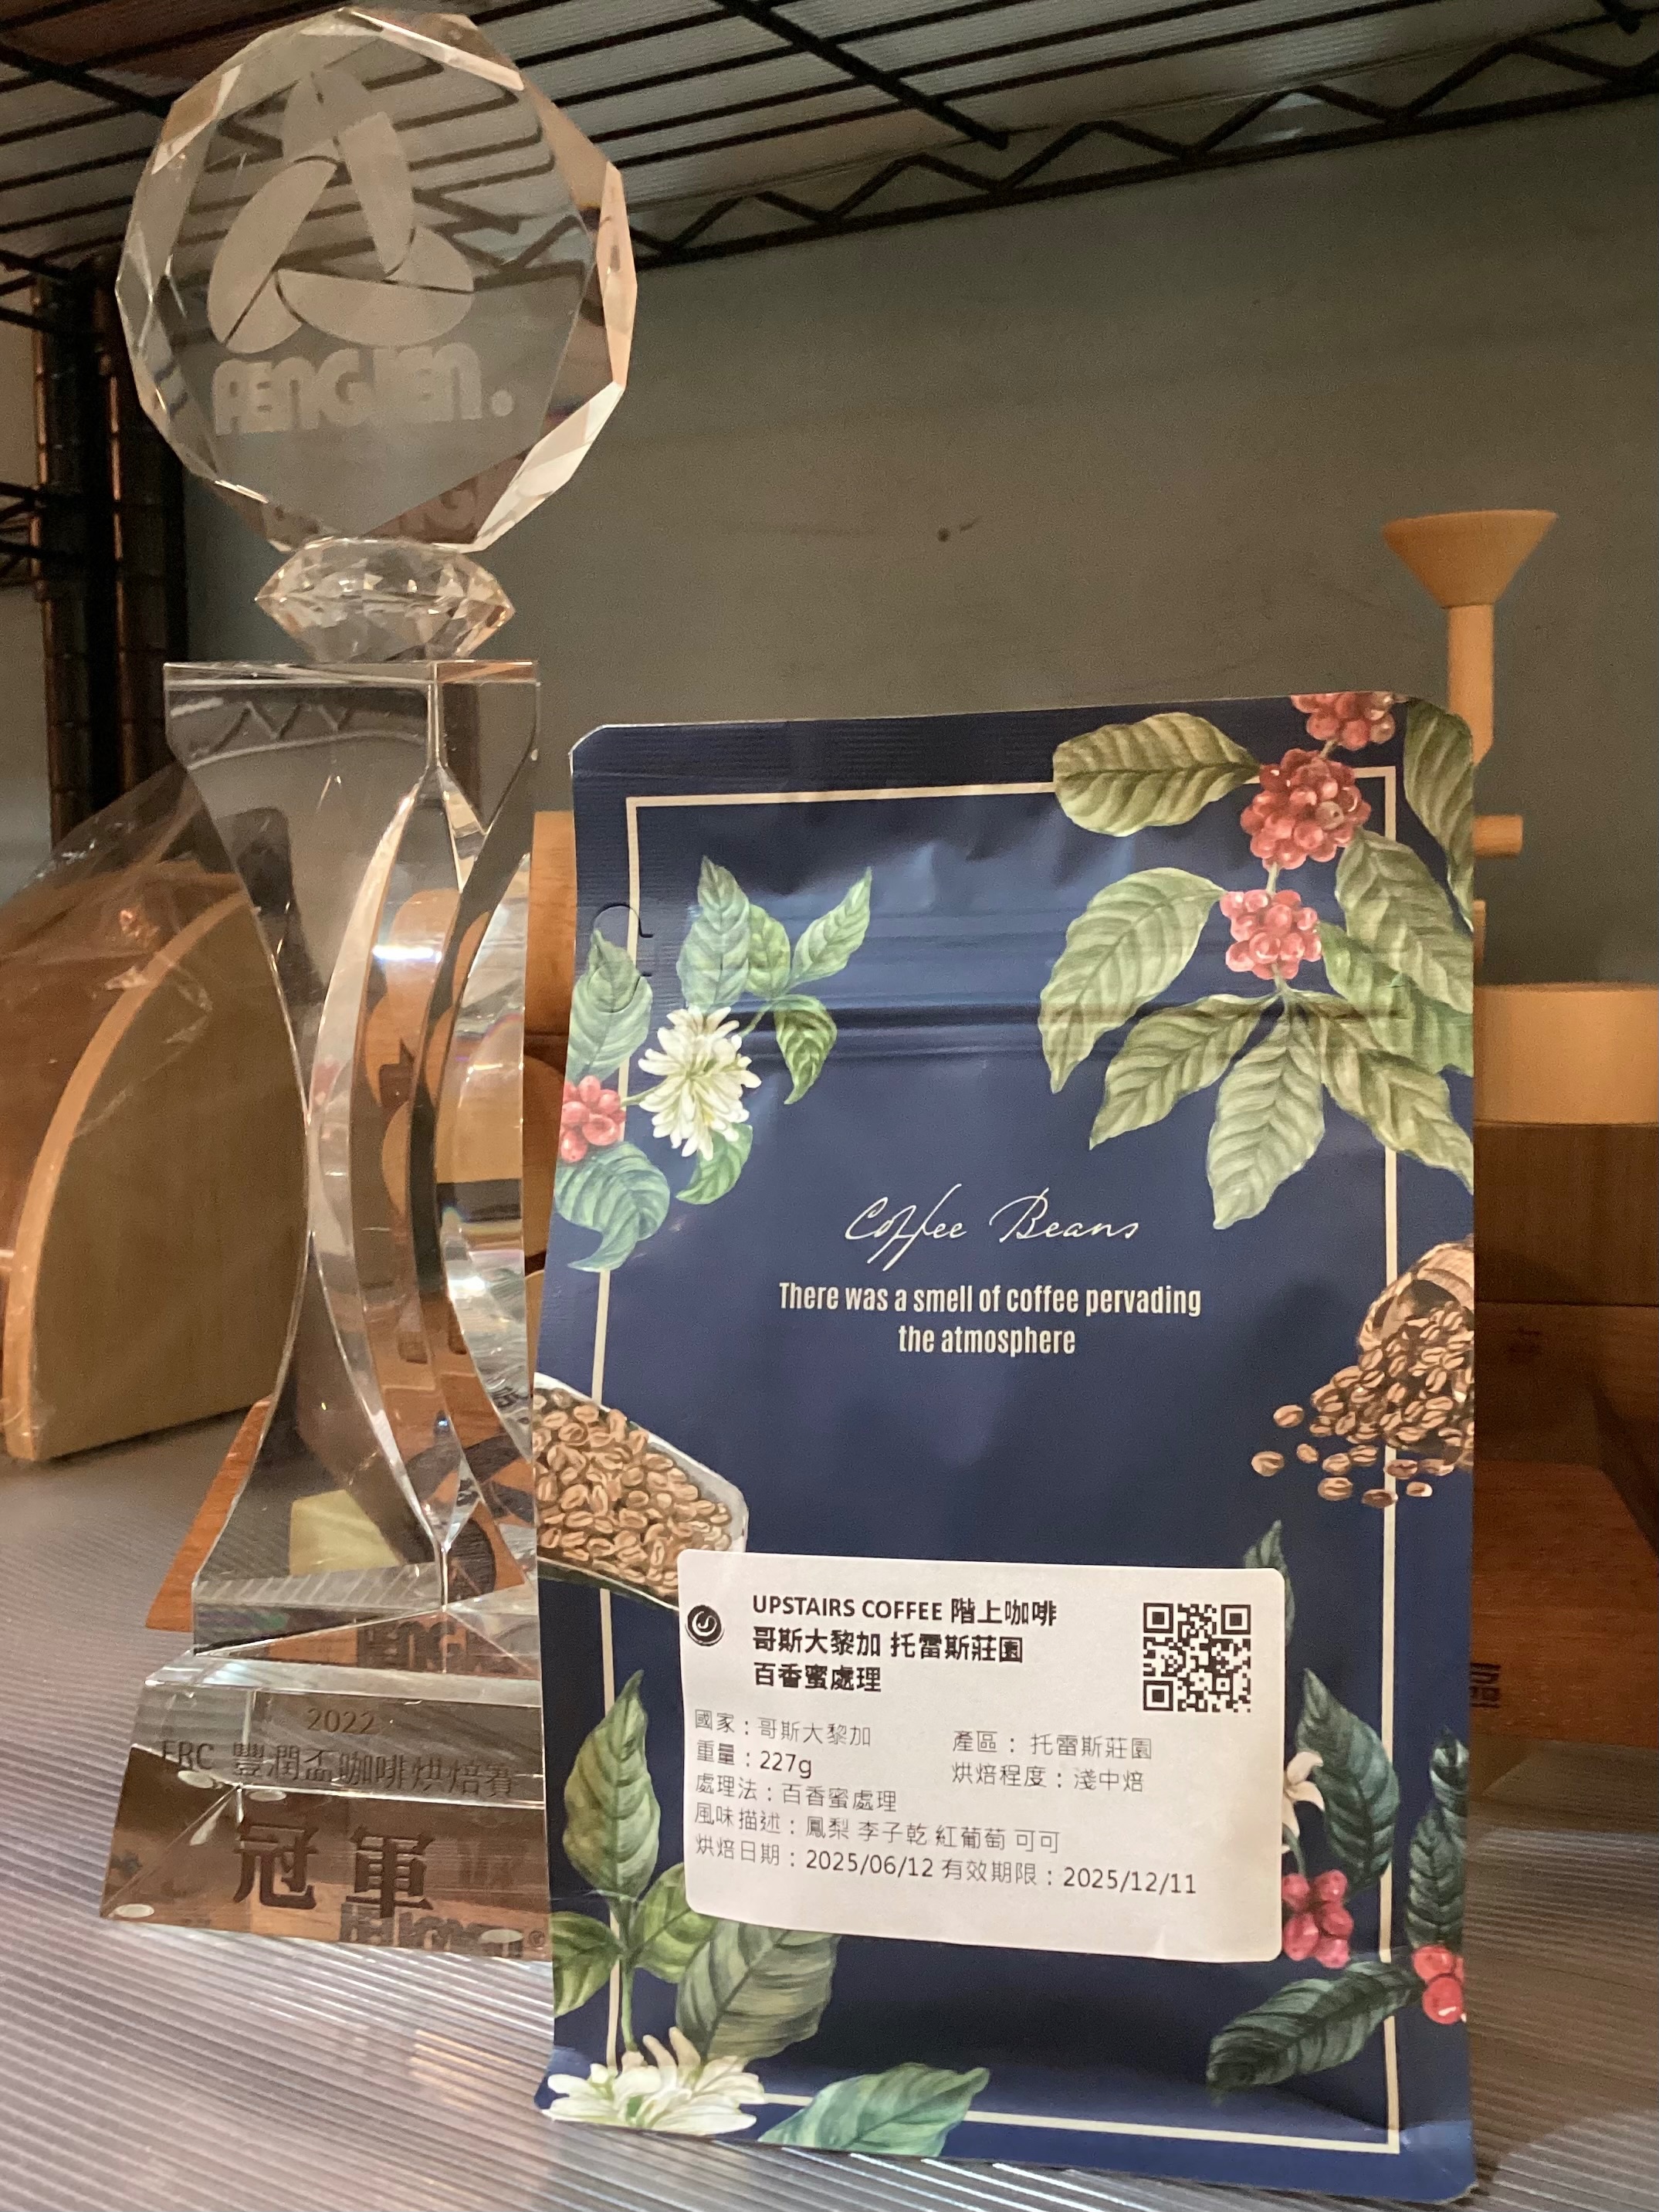 FENGJEN.
2022
FRC 豐潤盃咖啡烘焙賽
冠軍
Coffee Beans
There was a smell of coffee pervading
the atmosphere
UPSTAIRS COFFEE 階上咖啡
哥斯大黎加 托雷斯莊園
百香蜜處理
國家：哥斯大黎加
產區： 托雷斯莊園
重量：227g
烘焙程度：淺中焙
處理法：百香蜜處理
風味描述：鳳梨 李子乾 紅葡萄 可可
烘焙日期：2025/06/12 有效期限：2025/12/11